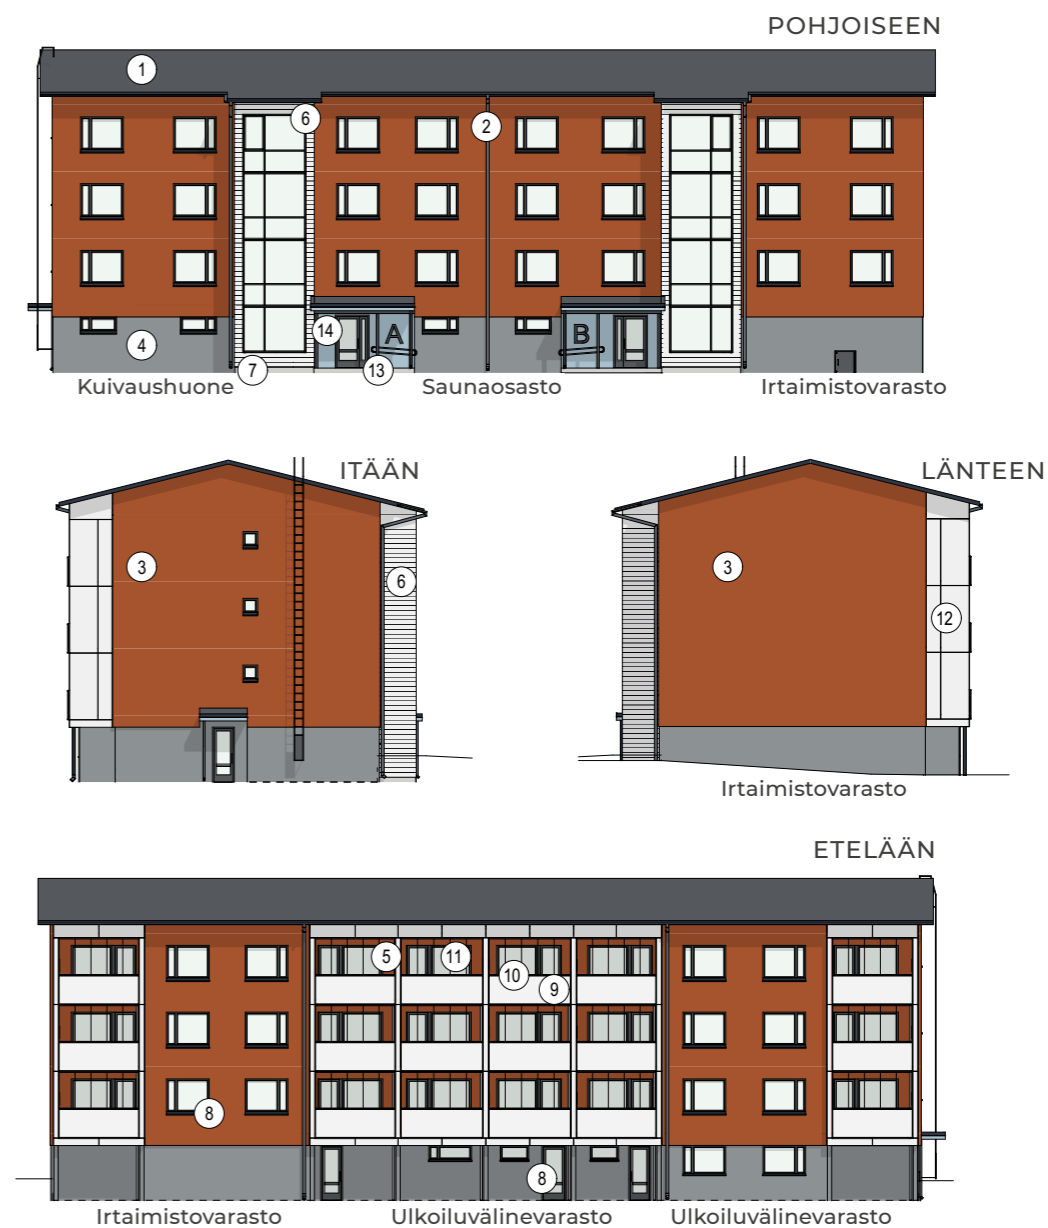 POHJOISEEN
1
6
2
14
A
B
4
7
13
Kuivaushuone
Saunaosasto
Irtaimistovarasto
ITÄÄN
LÄNTEEN
3
6
3
12
Irtaimistovarasto
ETELÄÄN
5
11
10
9
8
8
Irtaimistovarasto
Ulkoiluvälinevarasto
Ulkoiluvälinevarasto